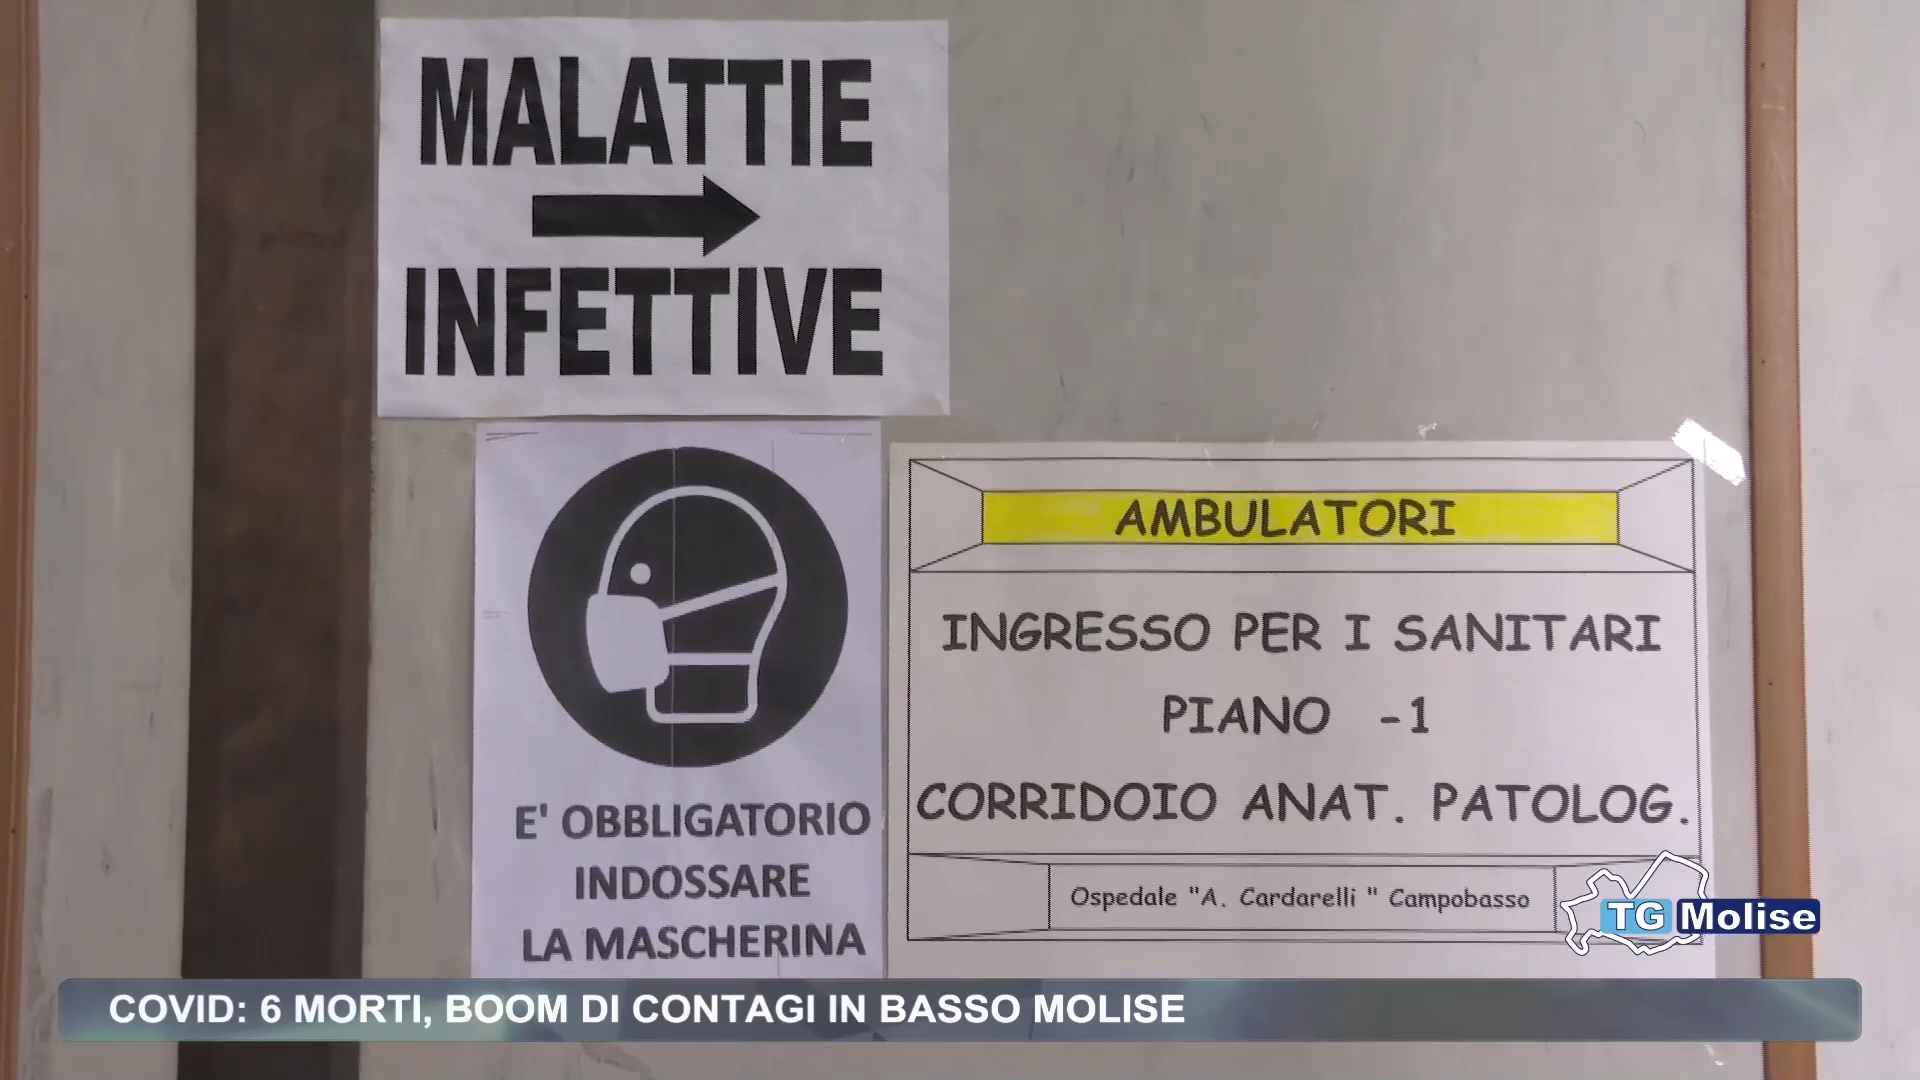 MALATTIE
INFETTIVE
E' OBBLIGATORIO
INDOSSARE
LA MASCHERINA
AMBULATORI
INGRESSO PER I SANITARI
PIANO -1
CORRIDOIO ANAT. PATOLOG.
Ospedale "A. Cardarelli " Campobasso
TG Molise
COVID: 6 MORTI, BOOM DI CONTAGI IN BASSO MOLISE